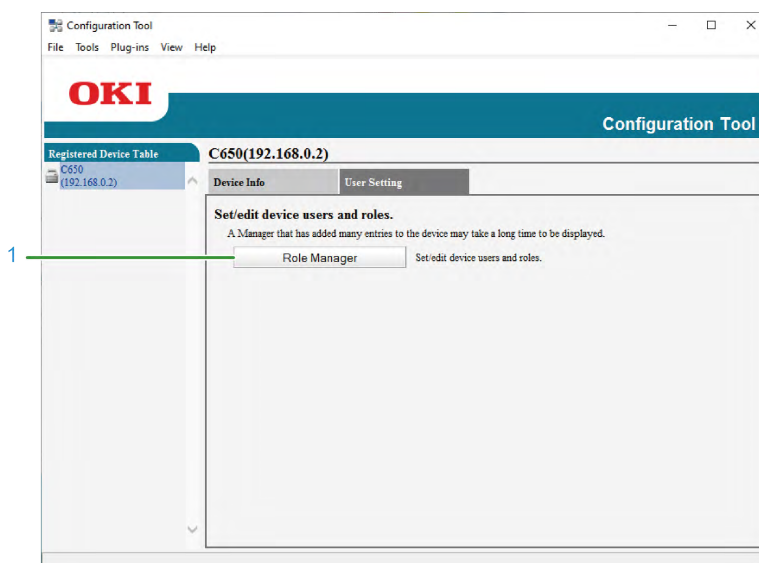 Configuration Tool
File Tools Plug-ins View Help
OKI
Configuration Tool
Registered Device Table
C650
(192.168.0.2)
C650(192.168.0.2)
Device Info User Setting
Set/edit device users and roles.
A Manager that has added many entries to the device may take a long time to be displayed.
1
Role Manager Set/edit device users and roles.